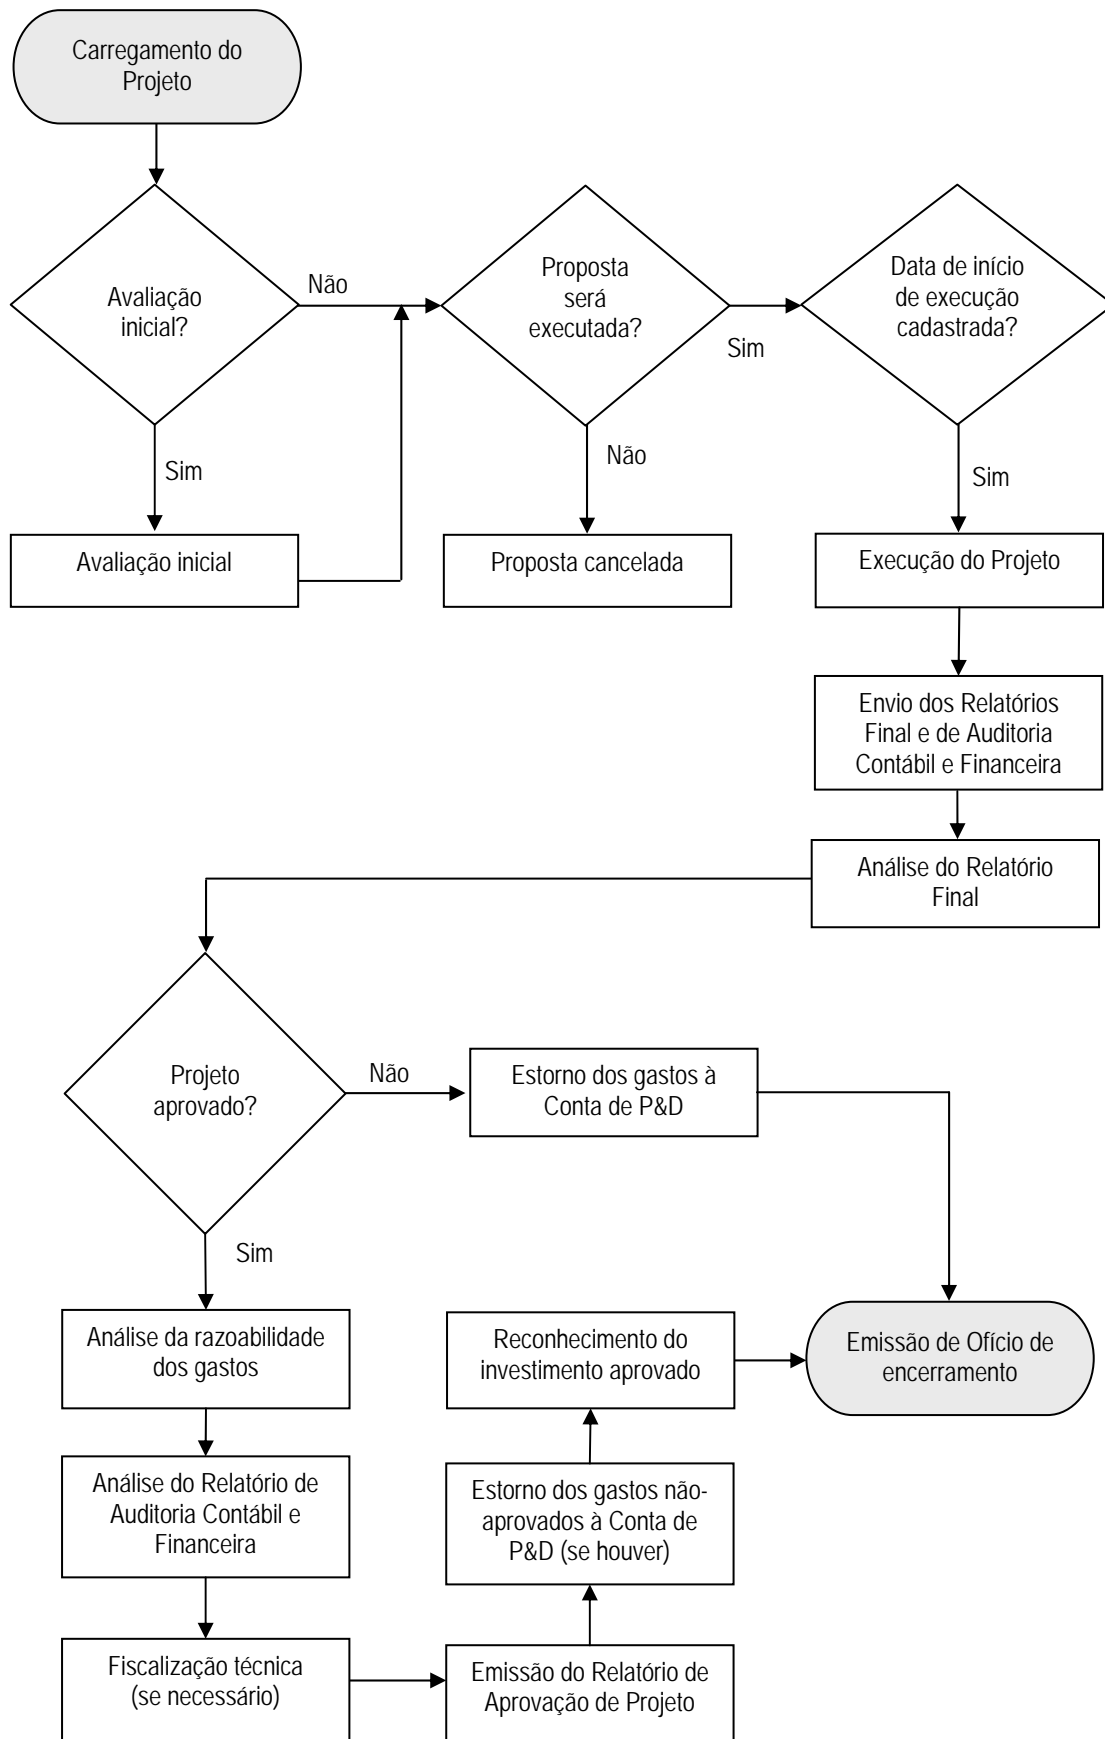 Carregamento do
Projeto
Avaliação
inicial?
Não
Proposta
será
executada?
Sim
Data de início
de execução
cadastrada?
Sim
Não
Sim
Avaliação inicial
Proposta cancelada
Execução do Projeto
Envio dos Relatórios
Final e de Auditoria
Contábil e Financeira
Análise do Relatório
Final
Projeto
aprovado?
Não
Estorno dos gastos à
Conta de P&D
Sim
Análise da razoabilidade
dos gastos
Reconhecimento do
investimento aprovado
Emissão de Ofício de
encerramento
Análise do Relatório de
Auditoria Contábil e
Financeira
Estorno dos gastos não-
aprovados à Conta de
P&D (se houver)
Fiscalização técnica
(se necessário)
Emissão do Relatório de
Aprovação de Projeto